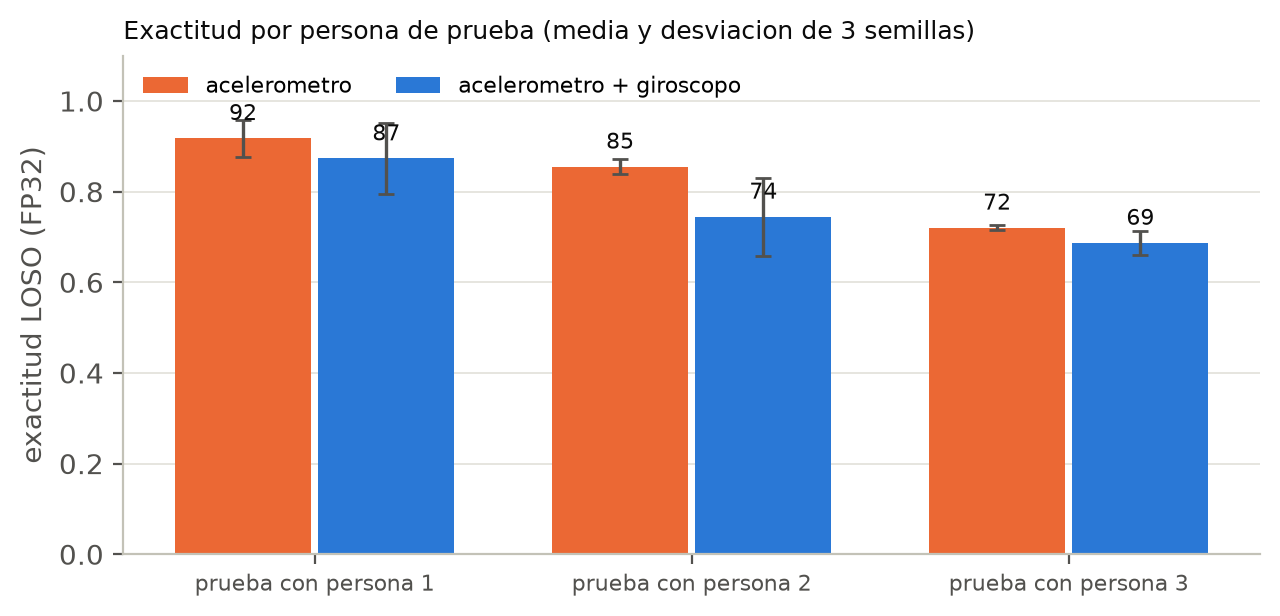 Exactitud por persona de prueba (media y desviacion de 3 semillas)
acelerometro
acelerometro + giroscopo
exactitud LOSO (FP32)
1.0
0.8
0.6
0.4
0.2
0.0
92
87
85
74
72
69
prueba con persona 1
prueba con persona 2
prueba con persona 3